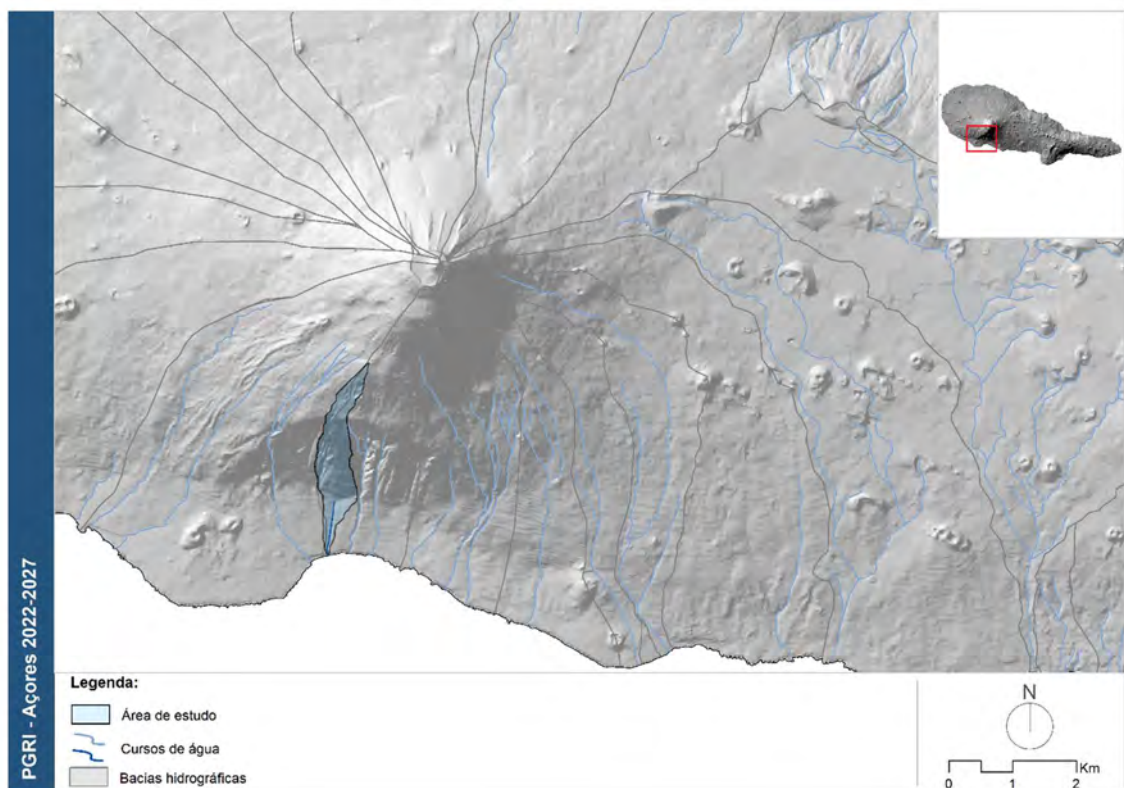 PGRI - Açores 2022-2027
Legenda:
Área de estudo
Cursos de água
Bacias hidrográficas
N
Km
0 1 2